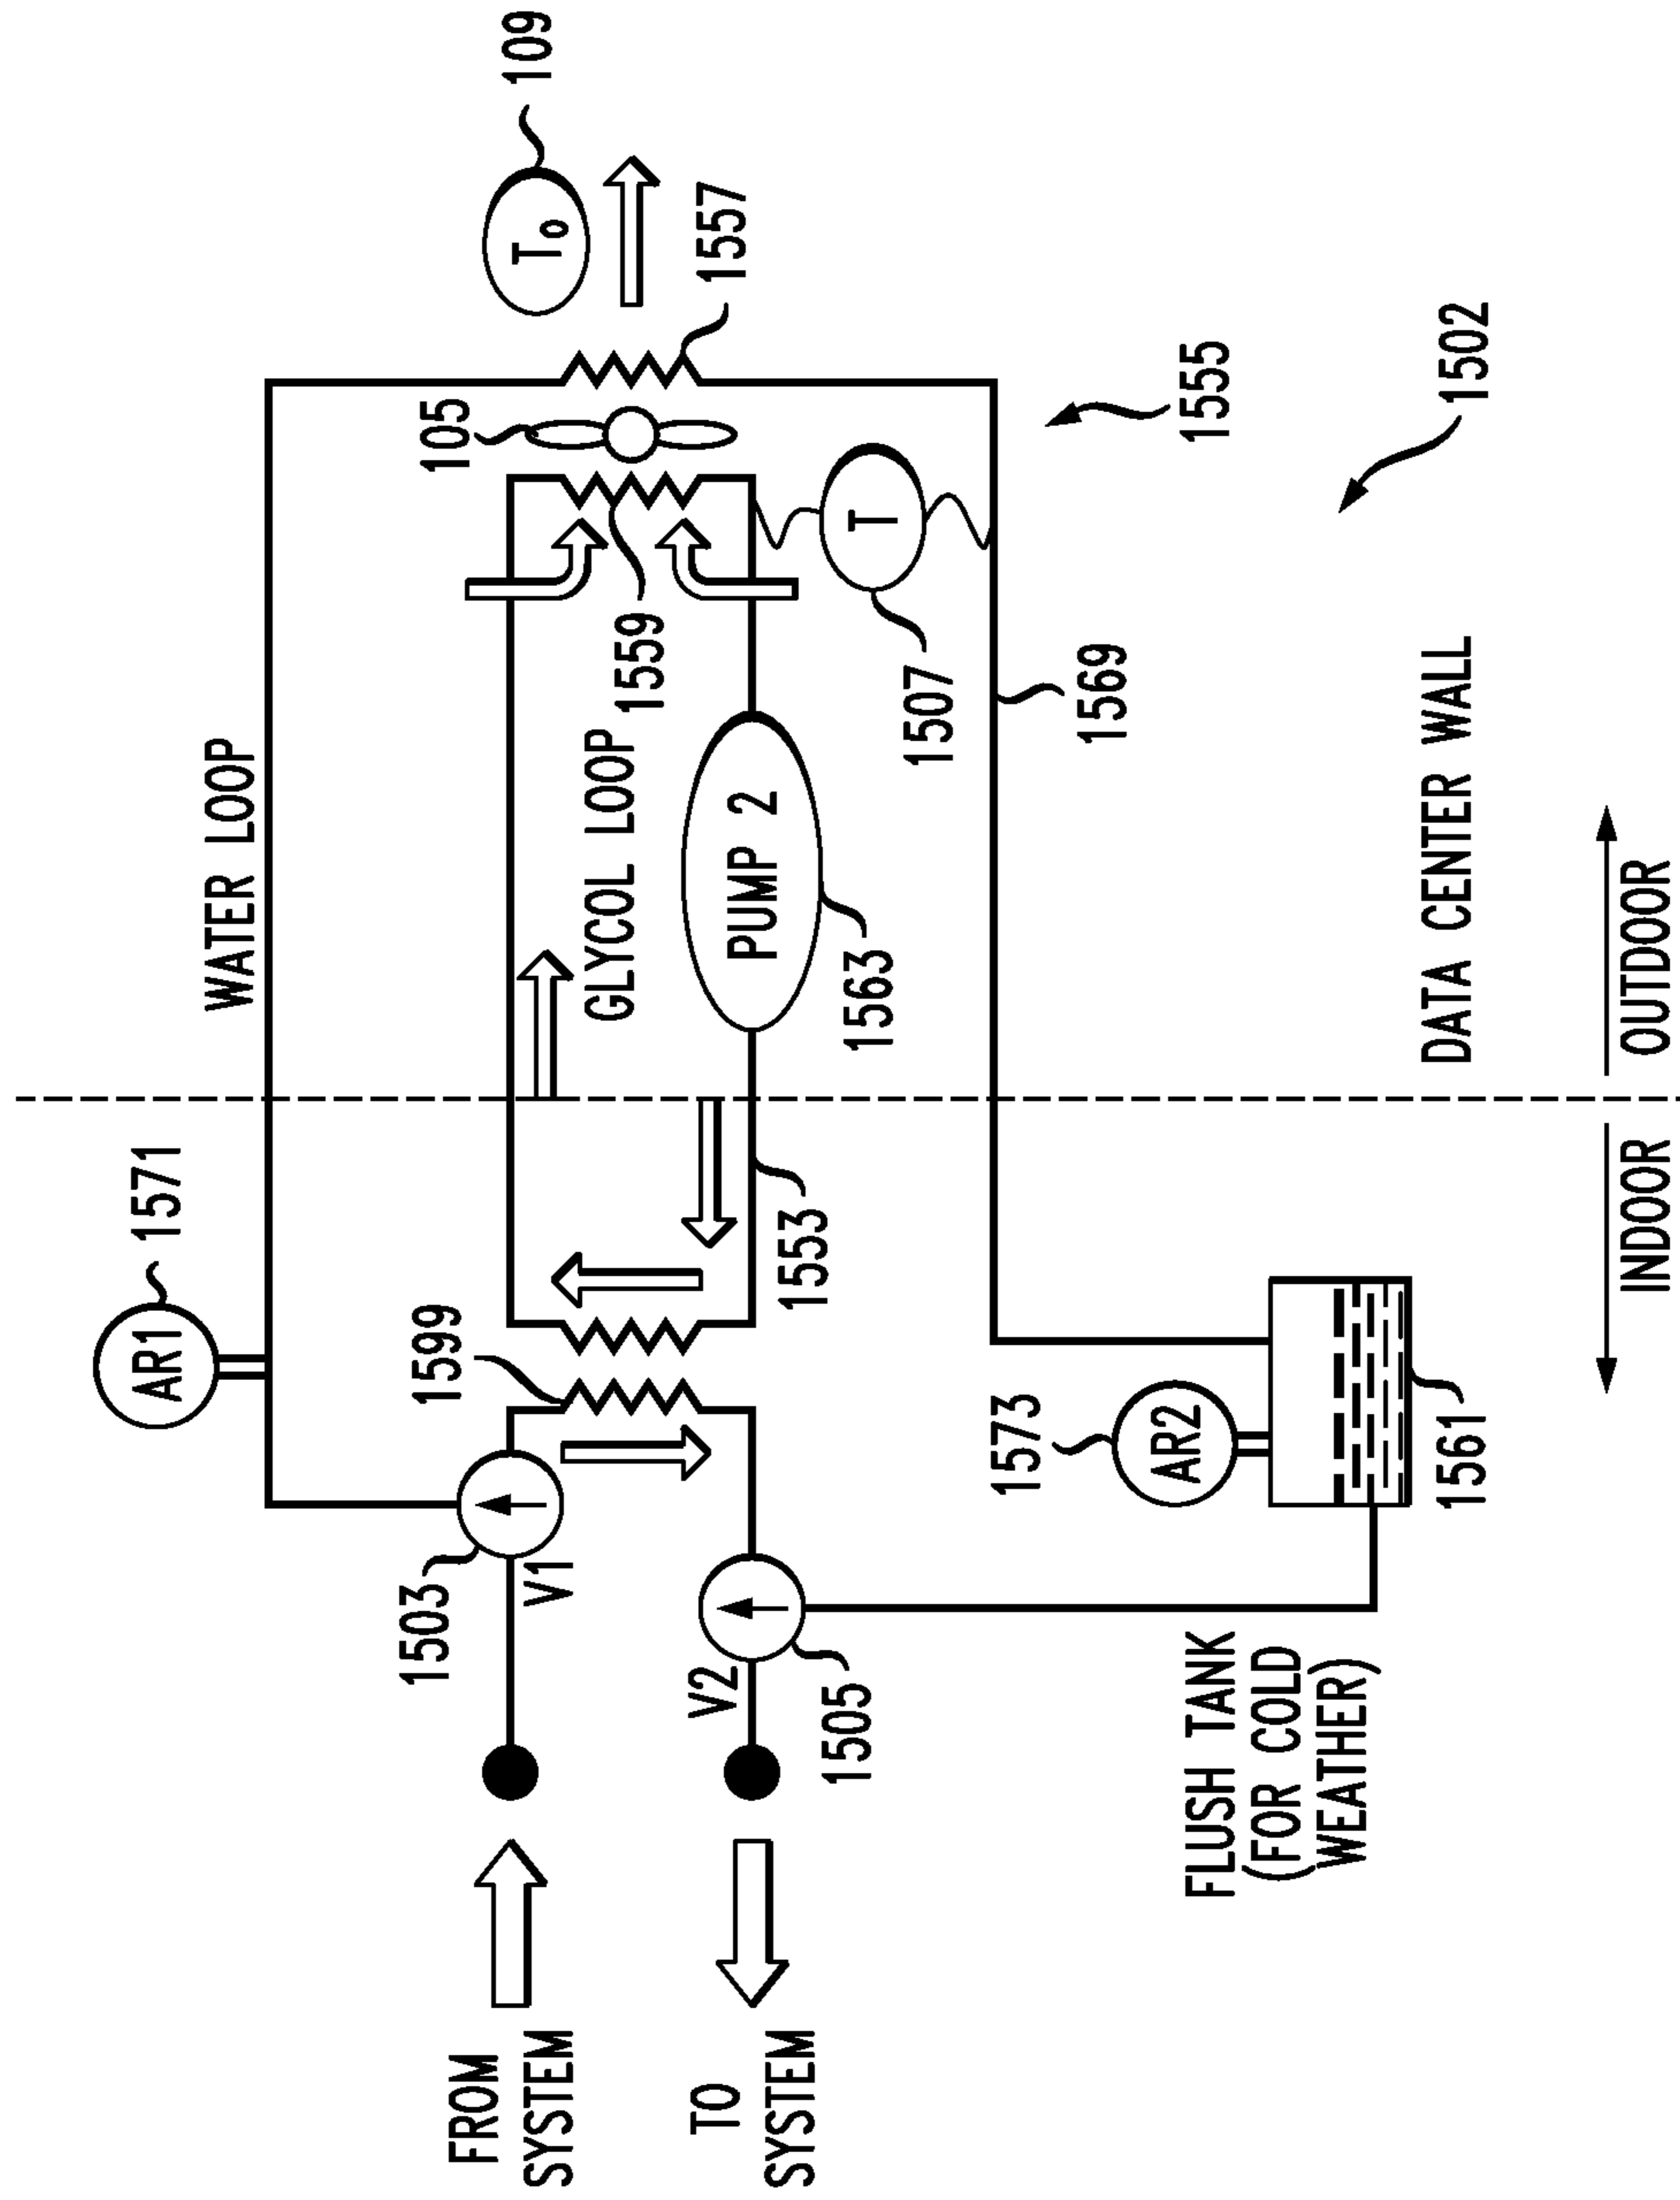 109
T0
1557
105
1555
1502
WATER LOOP
1559
GLYCOL LOOP
T
1507
1569
PUMP 2
1563
DATA CENTER WALL
OUTDOOR
INDOOR
AR1
1571
1599
1553
1503
V1
V2
1505
1573
AR2
1561
FLUSH TANK
(FOR COLD
WEATHER)
FROM
SYSTEM
TO
SYSTEM